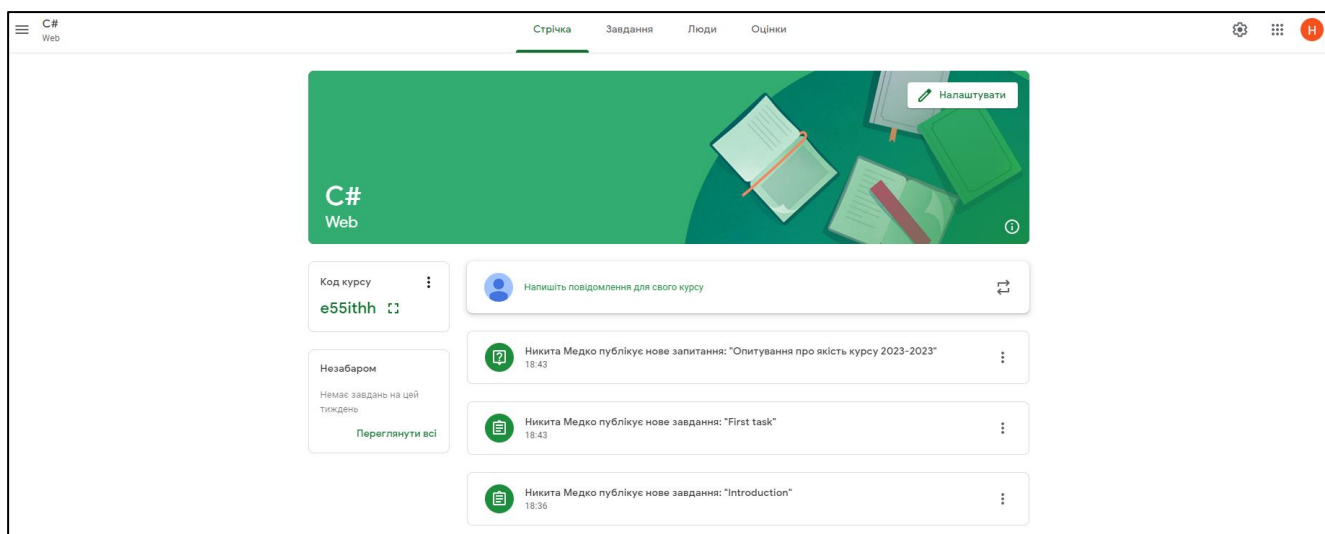 C#
Web
Стрічка
Завдання
Люди
Оцінки
Н
Налаштувати
C#
Web
Код курсу
e55ithh
Незабаром
Немає завдань на цей
тиждень
Переглянути всі
Напишіть повідомлення для свого курсу
Никита Медко публікує нове запитання: "Опитування про якість курсу 2023-2023"
18:43
Никита Медко публікує нове завдання: "First task"
18:43
Никита Медко публікує нове завдання: "Introduction"
18:36